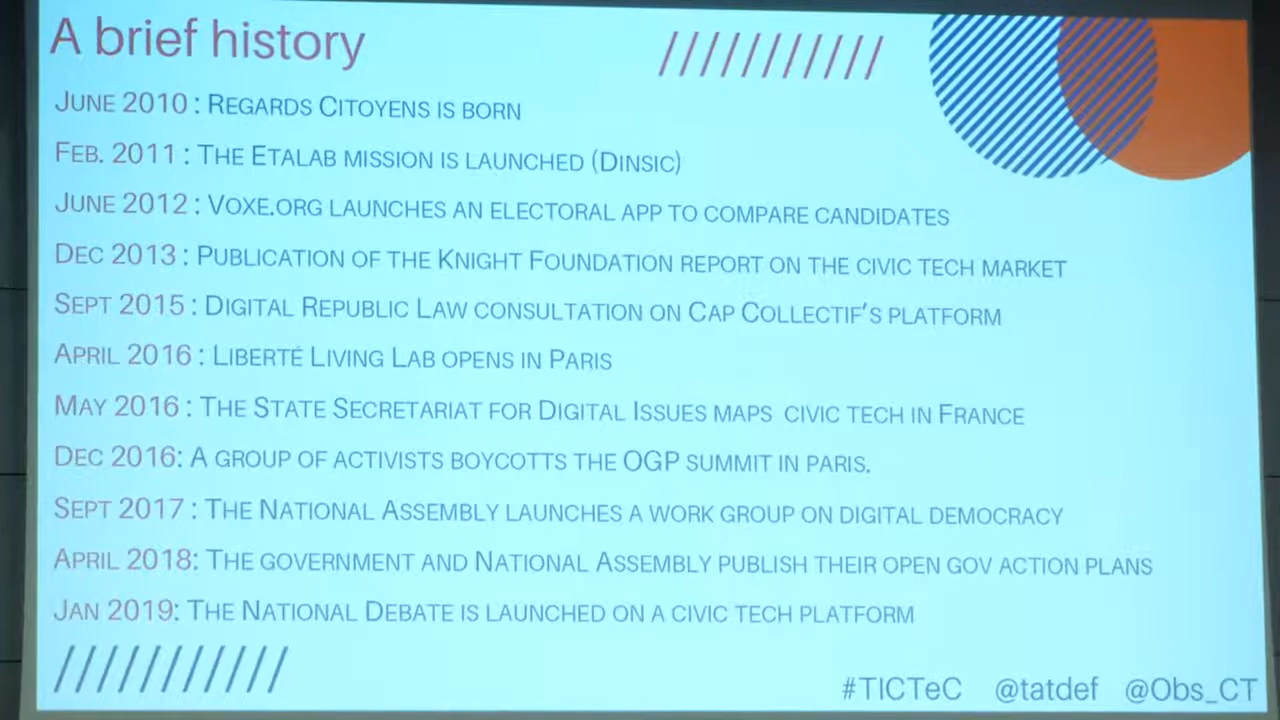 A brief history
JUNE 2010 : REGARDS CITOYENS IS BORN
FEB. 2011 : THE ETALAB MISSION IS LAUNCHED (DINSIC)
JUNE 2012 : VOXE.ORG LAUNCHES AN ELECTORAL APP TO COMPARE CANDIDATES
DEC 2013 : PUBLICATION OF THE KNIGHT FOUNDATION REPORT ON THE CIVIC TECH MARKET
SEPT 2015 : DIGITAL REPUBLIC LAW CONSULTATION ON CAP COLLECTIF'S PLATFORM
APRIL 2016 : LIBERTÉ LIVING LAB OPENS IN PARIS
MAY 2016 : THE STATE SECRETARIAT FOR DIGITAL ISSUES MAPS CIVIC TECH IN FRANCE
DEC 2016: A GROUP OF ACTIVISTS BOYCOTTS THE OGP SUMMIT IN PARIS.
SEPT 2017 : THE NATIONAL ASSEMBLY LAUNCHES A WORK GROUP ON DIGITAL DEMOCRACY
APRIL 2018: THE GOVERNMENT AND NATIONAL ASSEMBLY PUBLISH THEIR OPEN GOV ACTION PLANS
JAN 2019: THE NATIONAL DEBATE IS LAUNCHED ON A CIVIC TECH PLATFORM
#TICTeC @tatdef @Obs_CT